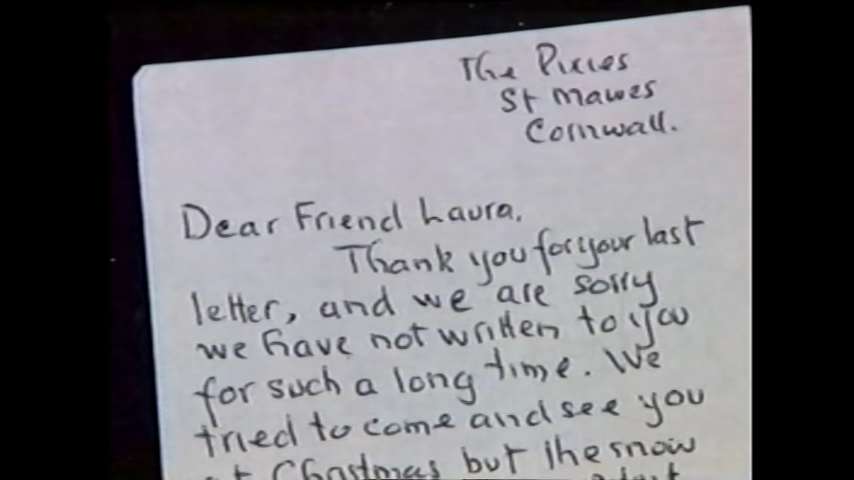 The Pixies
St Mawes
Cornwall.
Dear Friend Laura.
Thank you for your last
letter, and we are sorry
we have not written to you
for such a long time. We
tried to come and see you
at Christmas but the snow